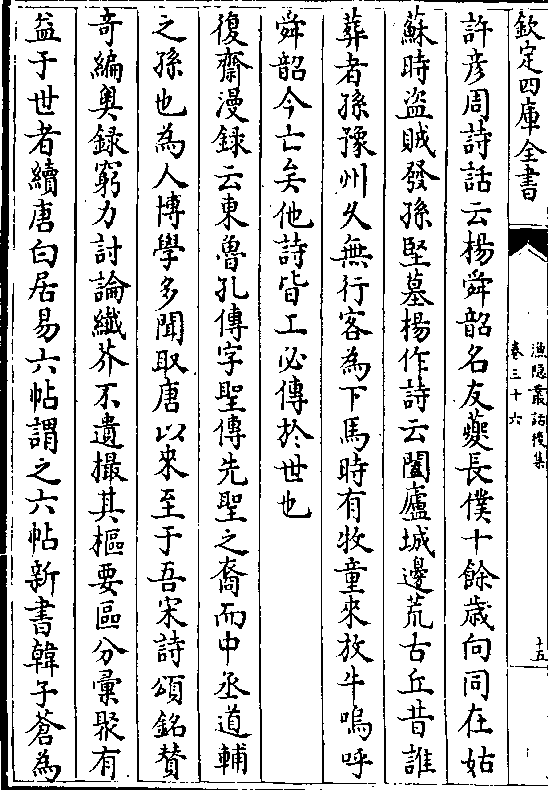 欽定四庫全書
漁隱叢話後集
卷三十六
十五
許彦周詩話云楊舜韶名友夔長僕十餘歳向同在姑
蘇時盗賊發孫堅墓楊作詩云閶廬城邊荒古丘昔誰
葬者孫豫州久無行客為下馬時有牧童來放牛嗚呼
舜韶今亡矣他詩皆工必傳於世也
復齋漫録云東魯孔傳字聖傳先聖之裔而中丞道輔
之孫也為人博學多聞取唐以來至于吾宋詩頌銘賛
竒編奥録窮力討論纎芥不遺撮其樞要區分彚聚有
益于世者續唐白居易六帖謂之六帖新書韓子蒼為